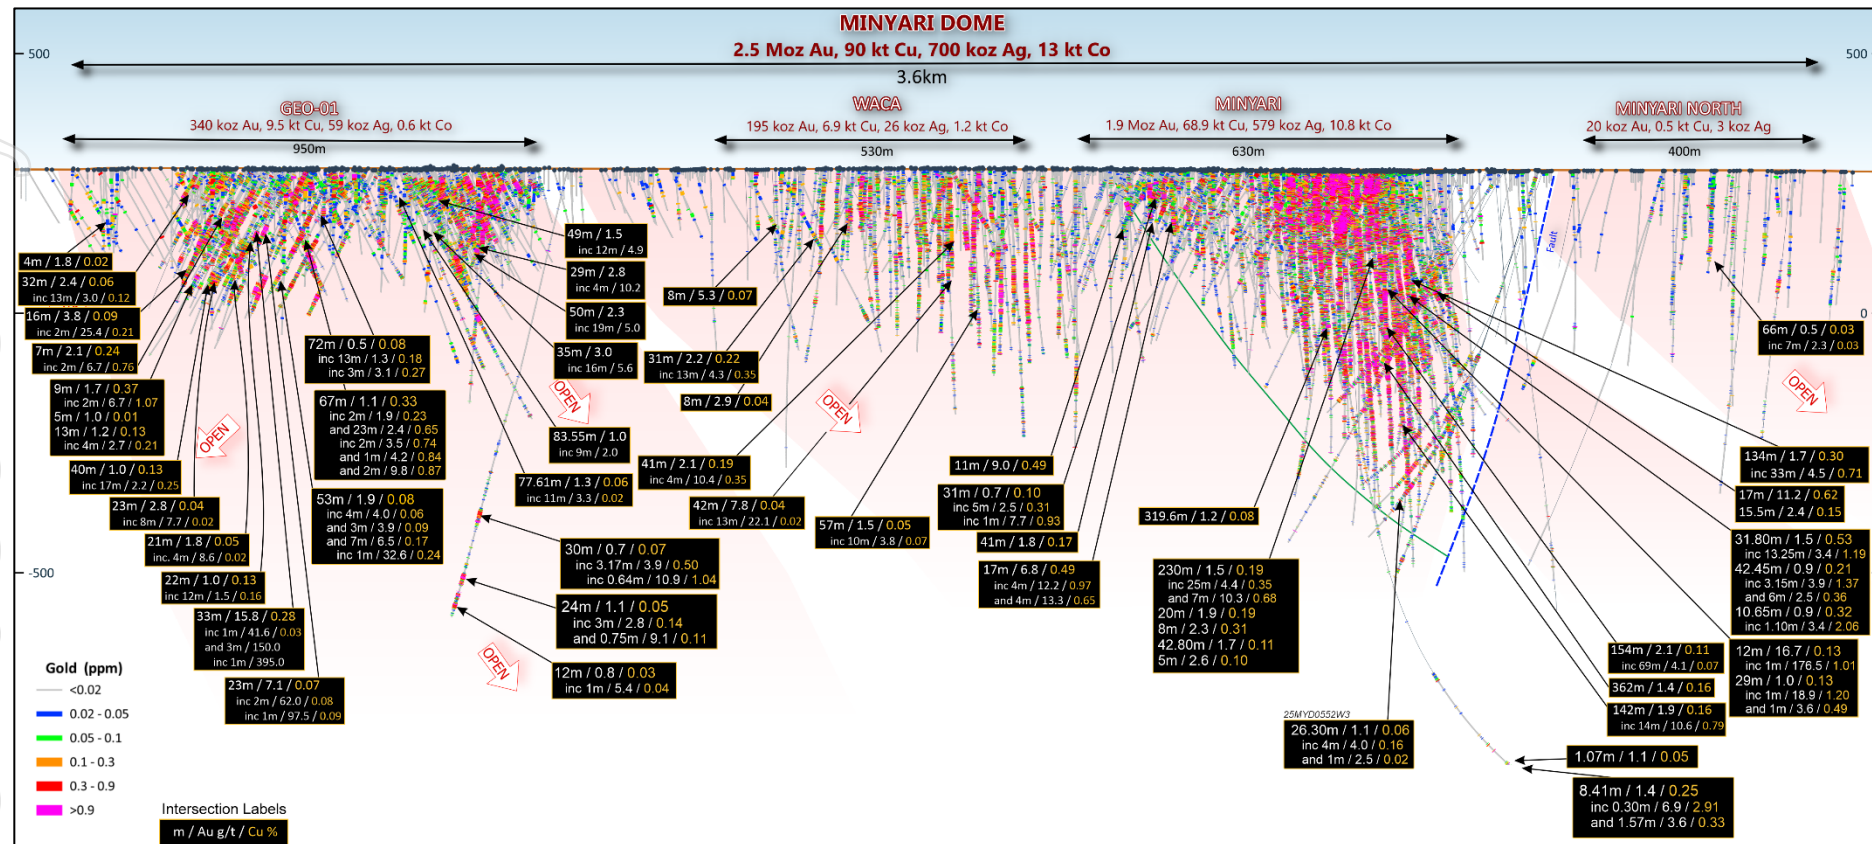 MINYARI DOME
2.5 Moz Au, 90 kt Cu, 700 koz Ag, 13 kt Co
500
500
3.6km
GEO-01
340 koz Au, 9.5 kt Cu, 59 koz Ag, 0.6 kt Co
950m
WACA
195 koz Au, 6.9 kt Cu, 26 koz Ag, 1.2 kt Co
530m
MINYARI
1.9 Moz Au, 68.9 kt Cu, 579 koz Ag, 10.8 kt Co
630m
MINYARI NORTH
20 koz Au, 0.5 kt Cu, 3 koz Ag
400m
4m / 1.8 / 0.02
32m / 2.4 / 0.06
inc 13m / 3.0 / 0.12
16m / 3.8 / 0.09
inc 2m / 25.4 / 0.21
7m / 2.1 / 0.24
inc 2m / 6.7 / 0.76
9m / 1.7 / 0.37
inc 2m / 6.7 / 1.07
5m / 1.0 / 0.01
13m / 1.2 / 0.13
inc 4m / 2.7 / 0.21
40m / 1.0 / 0.13
inc 17m / 2.2 / 0.25
23m / 2.8 / 0.04
inc 8m / 7.7 / 0.02
21m / 1.8 / 0.05
inc. 4m / 8.6 / 0.02
22m / 1.0 / 0.13
inc 12m / 1.5 / 0.16
33m / 15.8 / 0.28
inc 1m / 41.6 / 0.03
and 3m / 150.0
inc 1m / 395.0
23m / 7.1 / 0.07
inc 2m / 62.0 / 0.08
inc 1m / 97.5 / 0.09
OPEN
72m / 0.5 / 0.08
inc 13m / 1.3 / 0.18
inc 3m / 3.1 / 0.27
67m / 1.1 / 0.33
inc 2m / 1.9 / 0.23
and 23m / 2.4 / 0.65
inc 2m / 3.5 / 0.74
and 1m / 4.2 / 0.84
and 2m / 9.8 / 0.87
53m / 1.9 / 0.08
inc 4m / 4.0 / 0.06
and 3m / 3.9 / 0.09
and 7m / 6.5 / 0.17
inc 1m / 32.6 / 0.24
49m / 1.5
inc 12m / 4.9
29m / 2.8
inc 4m / 10.2
50m / 2.3
inc 19m / 5.0
35m / 3.0
inc 16m / 5.6
OPEN
83.55m / 1.0
inc 9m / 2.0
77.61m / 1.3 / 0.06
inc 11m / 3.3 / 0.02
30m / 0.7 / 0.07
inc 3.17m / 3.9 / 0.50
inc 0.64m / 10.9 / 1.04
24m / 1.1 / 0.05
inc 3m / 2.8 / 0.14
and 0.75m / 9.1 / 0.11
12m / 0.8 / 0.03
inc 1m / 5.4 / 0.04
OPEN
8m / 5.3 / 0.07
31m / 2.2 / 0.22
inc 13m / 4.3 / 0.35
8m / 2.9 / 0.04
OPEN
41m / 2.1 / 0.19
inc 4m / 10.4 / 0.35
42m / 7.8 / 0.04
inc 13m / 22.1 / 0.02
57m / 1.5 / 0.05
inc 10m / 3.8 / 0.07
11m / 9.0 / 0.49
31m / 0.7 / 0.10
inc 5m / 2.5 / 0.31
inc 1m / 7.7 / 0.93
41m / 1.8 / 0.17
17m / 6.8 / 0.49
inc 4m / 12.2 / 0.97
and 4m / 13.3 / 0.65
319.6m / 1.2 / 0.08
230m / 1.5 / 0.19
inc 25m / 4.4 / 0.35
and 7m / 10.3 / 0.68
20m / 1.9 / 0.19
8m / 2.3 / 0.31
42.80m / 1.7 / 0.11
5m / 2.6 / 0.10
25MYD0552W3
26.30m / 1.1 / 0.06
inc 4m / 4.0 / 0.16
and 1m / 2.5 / 0.02
Fault
66m / 0.5 / 0.03
inc 7m / 2.3 / 0.03
OPEN
0
134m / 1.7 / 0.30
inc 33m / 4.5 / 0.71
17m / 11.2 / 0.62
15.5m / 2.4 / 0.15
31.80m / 1.5 / 0.53
inc 13.25m / 3.4 / 1.19
42.45m / 0.9 / 0.21
inc 3.15m / 3.9 / 1.37
and 6m / 2.5 / 0.36
10.65m / 0.9 / 0.32
inc 1.10m / 3.4 / 2.06
12m / 16.7 / 0.13
inc 1m / 176.5 / 1.01
29m / 1.0 / 0.13
inc 1m / 18.9 / 1.20
and 1m / 3.6 / 0.49
154m / 2.1 / 0.11
inc 69m / 4.1 / 0.07
362m / 1.4 / 0.16
142m / 1.9 / 0.16
inc 14m / 10.6 / 0.79
1.07m / 1.1 / 0.05
8.41m / 1.4 / 0.25
inc 0.30m / 6.9 / 2.91
and 1.57m / 3.6 / 0.33
-500
Gold (ppm)
<0.02
0.02 - 0.05
0.05 - 0.1
0.1 - 0.3
0.3 - 0.9
>0.9
Intersection Labels
m / Au g/t / Cu %